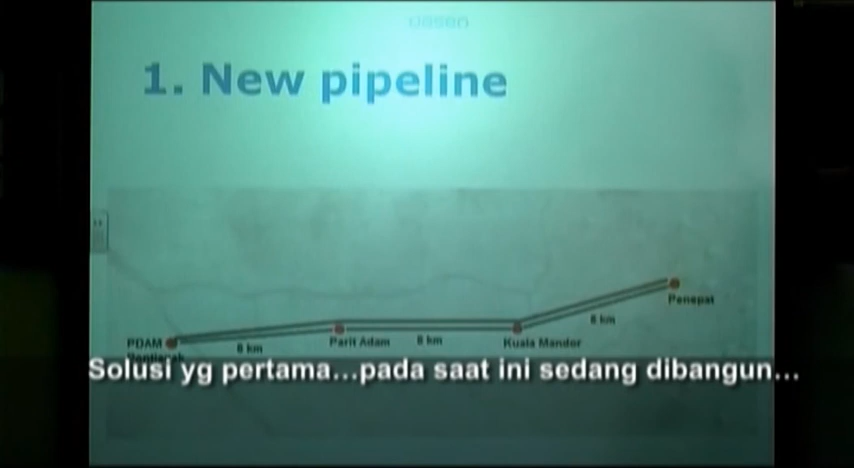 1. New pipeline
Penepat
6 km
PDAM
Parit Adam
8 km
Kuala Mandor
6 km
Solusi yg pertama...pada saat ini sedang dibangun...